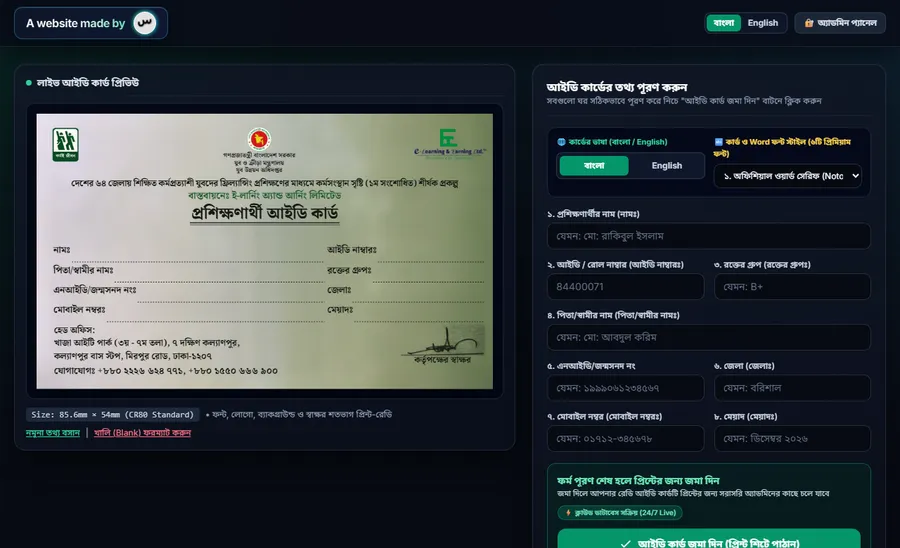 A website made by س
বাংলা English
অ্যাডমিন প্যানেল
লাইভ আইডি কার্ড প্রিভিউ
গণপ্রজাতন্ত্রী বাংলাদেশ সরকার
যুব ও ক্রীড়া মন্ত্রণালয়
যুব উন্নয়ন অধিদপ্তর
e-Learning & Earning Ltd.
দেশের ৬৪ জেলায় শিক্ষিত কর্মপ্রত্যাশী যুবদের ফ্রিল্যান্সিং প্রশিক্ষণের মাধ্যমে কর্মসংস্থান সৃষ্টি (১ম সংশোধিত) শীর্ষক প্রকল্প
বাস্তবায়নেঃ ই-লার্নিং অ্যান্ড আর্নিং লিমিটেড
প্রশিক্ষণার্থী আইডি কার্ড
নামঃ
আইডি নাম্বারঃ
পিতা/স্বামীর নামঃ
রক্তের গ্রুপঃ
এনআইডি/জন্মসনদ নংঃ
জেলাঃ
মোবাইল নম্বরঃ
মেয়াদঃ
হেড অফিস:
খাজা আইটি পার্ক (৩য় - ৭ম তলা), ৭ দক্ষিণ কল্যাণপুর,
কল্যাণপুর বাস স্টপ, মিরপুর রোড, ঢাকা-১২০৭
যোগাযোগঃ +৮৮০ ২২২৬ ৬২৪ ৭৭১, +৮৮০ ১৫৫০ ৬৬৬ ৯০০
কর্তৃপক্ষের স্বাক্ষর
Size: 85.6mm × 54mm (CR80 Standard)
• ফন্ট, লোগো, ব্যাকগ্রাউন্ড ও স্বাক্ষর শতভাগ প্রিন্ট-রেডি
নমুনা তথ্য বসান | খালি (Blank) ফরম্যাট করুন
আইডি কার্ডের তথ্য পূরণ করুন
সবগুলো ঘর সঠিকভাবে পূরণ করে নিচে "আইডি কার্ড জমা দিন" বাটনে ক্লিক করুন
কার্ডের ভাষা (বাংলা / English)
বাংলা English
কার্ড ও Word ফন্ট স্টাইল (৬টি প্রিমিয়াম ফন্ট)
১. অফিশিয়াল ওয়ার্ড সেরিফ (Notc
১. প্রশিক্ষণার্থীর নাম (নামঃ)
যেমন: মো: রাকিবুল ইসলাম
২. আইডি / রোল নাম্বার (আইডি নাম্বারঃ)
84400071
৩. রক্তের গ্রুপ (রক্তের গ্রুপঃ)
যেমন: B+
৪. পিতা/স্বামীর নাম (পিতা/স্বামীর নামঃ)
যেমন: মো: আবদুল করিম
৫. এনআইডি/জন্মসনদ নং
যেমন: ১৯৯৯০৬১২৩৪৫৬৭
৬. জেলা (জেলাঃ)
যেমন: বরিশাল
৭. মোবাইল নম্বর (মোবাইল নম্বরঃ)
যেমন: ০১৭১২-৩৪৫৬৭৮
৮. মেয়াদ (মেয়াদঃ)
যেমন: ডিসেম্বর ২০২৬
ফর্ম পূরণ শেষ হলে প্রিন্টের জন্য জমা দিন
জমা দিলে আপনার রেডি আইডি কার্ডটি প্রিন্টের জন্য সরাসরি অ্যাডমিনের কাছে চলে যাবে
ক্লাউড ডাটাবেস সক্রিয় (24/7 Live)
আইডি কার্ড জমা দিন (প্রিন্ট শিটে পাঠান)